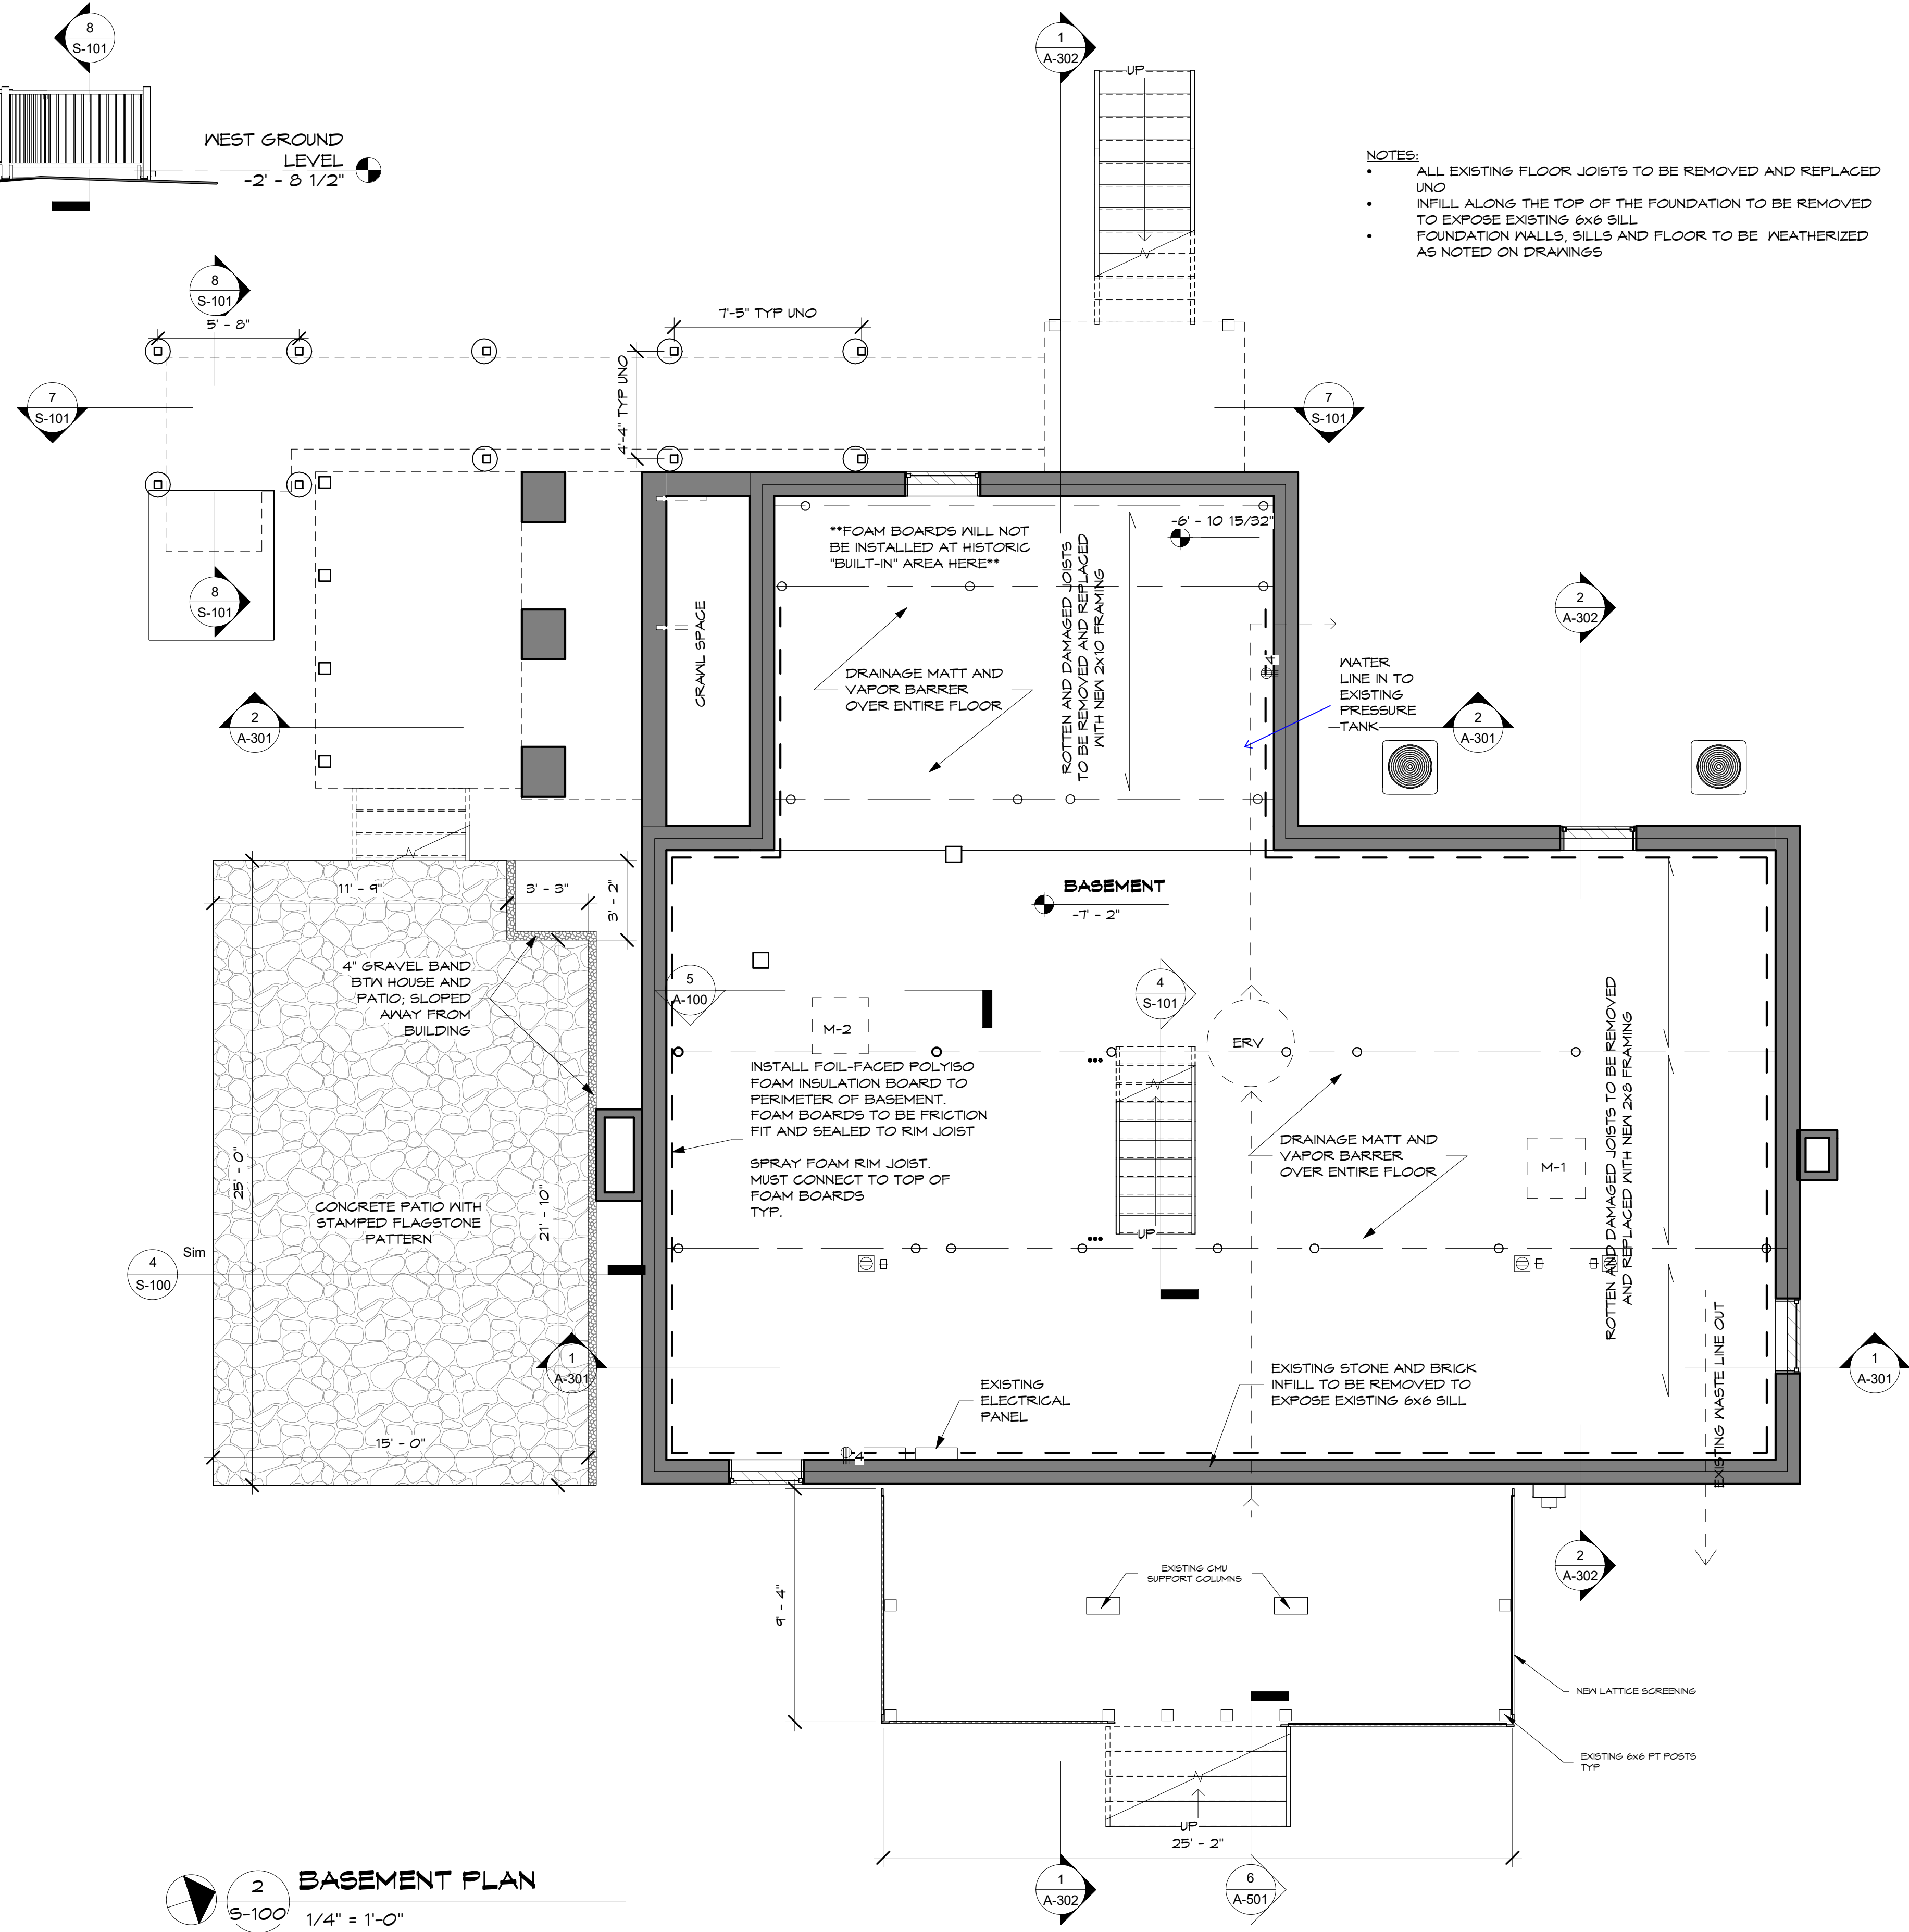 8
S-101
WEST GROUND
LEVEL
-2' - 8 1/2"
1
A-302
UP
NOTES:
• ALL EXISTING FLOOR JOISTS TO BE REMOVED AND REPLACED
UNO
• INFILL ALONG THE TOP OF THE FOUNDATION TO BE REMOVED
TO EXPOSE EXISTING 6x6 SILL
• FOUNDATION WALLS, SILLS AND FLOOR TO BE WEATHERIZED
AS NOTED ON DRAWINGS
8
S-101
5' - 8"
7'-5" TYP UNO
4'-4" TYP UNO
7
S-101
7
S-101
8
S-101
**FOAM BOARDS WILL NOT
BE INSTALLED AT HISTORIC
"BUILT-IN" AREA HERE**
-6' - 10 15/32"
ROTTEN AND DAMAGED JOISTS
TO BE REMOVED AND REPLACED
WITH NEW 2x10 FRAMING
CRAWL SPACE
DRAINAGE MATT AND
VAPOR BARRER
OVER ENTIRE FLOOR
4
WATER
LINE IN TO
EXISTING
PRESSURE
TANK
2
A-302
2
A-301
2
A-301
11' - 9"
3' - 3"
3' - 2"
BASEMENT
-7' - 2"
4" GRAVEL BAND
BTW HOUSE AND
PATIO; SLOPED
AWAY FROM
BUILDING
5
A-100
M-2
4
S-101
ERV
INSTALL FOIL-FACED POLYISO
FOAM INSULATION BOARD TO
PERIMETER OF BASEMENT.
FOAM BOARDS TO BE FRICTION
FIT AND SEALED TO RIM JOIST
SPRAY FOAM RIM JOIST.
MUST CONNECT TO TOP OF
FOAM BOARDS
TYP.
UP
DRAINAGE MATT AND
VAPOR BARRER
OVER ENTIRE FLOOR
M-1
ROTTEN AND DAMAGED JOISTS TO BE REMOVED
AND REPLACED WITH NEW 2x8 FRAMING
25' - 0"
21' - 10"
CONCRETE PATIO WITH
STAMPED FLAGSTONE
PATTERN
4
S-100
Sim
1
A-301
15' - 0"
EXISTING
ELECTRICAL
PANEL
4
EXISTING STONE AND BRICK
INFILL TO BE REMOVED TO
EXPOSE EXISTING 6x6 SILL
EXISTING WASTE LINE OUT
1
A-301
9' - 4"
EXISTING CMU
SUPPORT COLUMNS
2
A-302
NEW LATTICE SCREENING
EXISTING 6x6 PT POSTS
TYP
UP
25' - 2"
1
A-302
6
A-501
2
S-100
BASEMENT PLAN
1/4" = 1'-0"